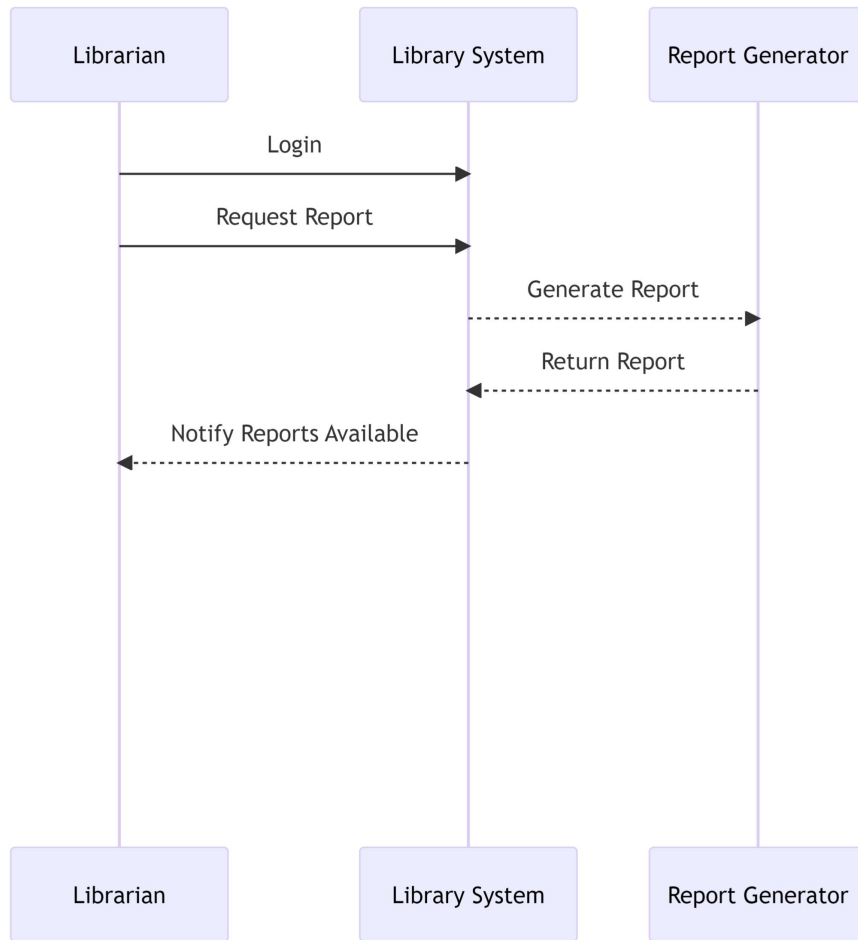 Librarian
Library System
Report Generator
Login
Request Report
Generate Report
Return Report
Notify Reports Available
Librarian
Library System
Report Generator